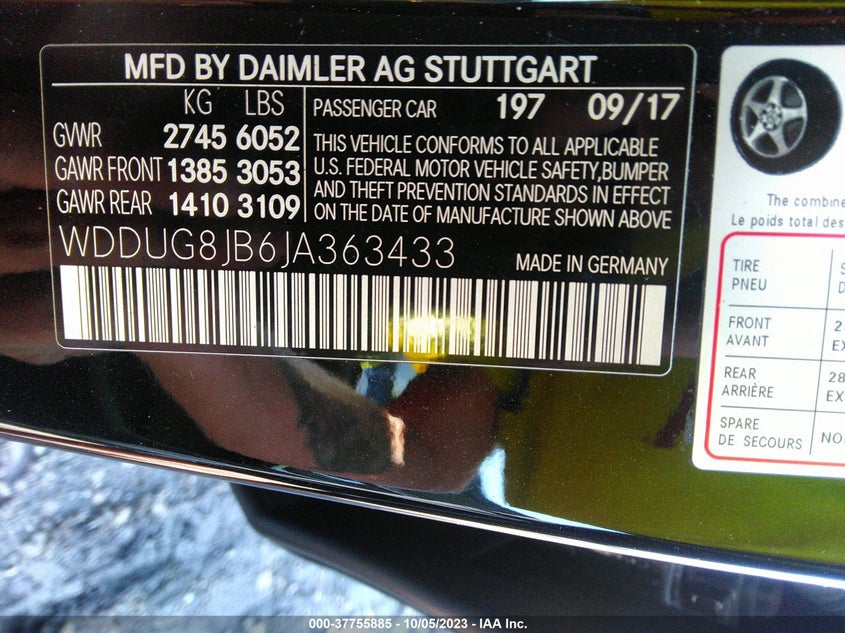 MFD BY DAIMLER AG STUTTGART
KG LBS
GVWR 2745 6052
GAWR FRONT 1385 3053
GAWR REAR 1410 3109
PASSENGER CAR 197 09/17
THIS VEHICLE CONFORMS TO ALL APPLICABLE
U.S. FEDERAL MOTOR VEHICLE SAFETY,BUMPER
AND THEFT PREVENTION STANDARDS IN EFFECT
ON THE DATE OF MANUFACTURE SHOWN ABOVE
WDDUG8JB6JA363433
MADE IN GERMANY
The combine
Le poids total des
TIRE
PNEU
FRONT
AVANT
REAR
ARRIÈRE
28
EX
SPARE
DE SECOURS
000-37755885 - 10/05/2023 - IAA Inc.